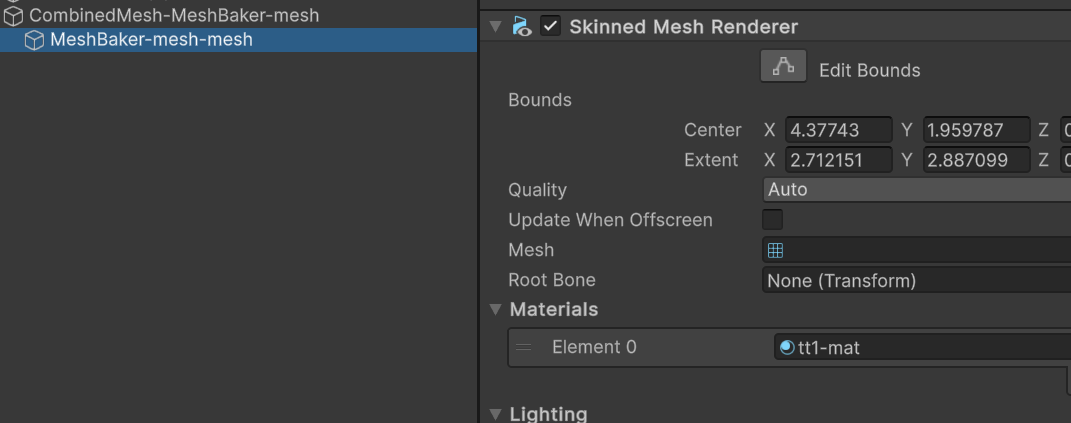 CombinedMesh-MeshBaker-mesh
MeshBaker-mesh-mesh
Skinned Mesh Renderer
Edit Bounds
Bounds
Center X 4.37743 Y 1.959787 Z
Extent X 2.712151 Y 2.887099 Z
Quality Auto
Update When Offscreen
Mesh
Root Bone None (Transform)
Materials
Element 0 tt1-mat
Lighting